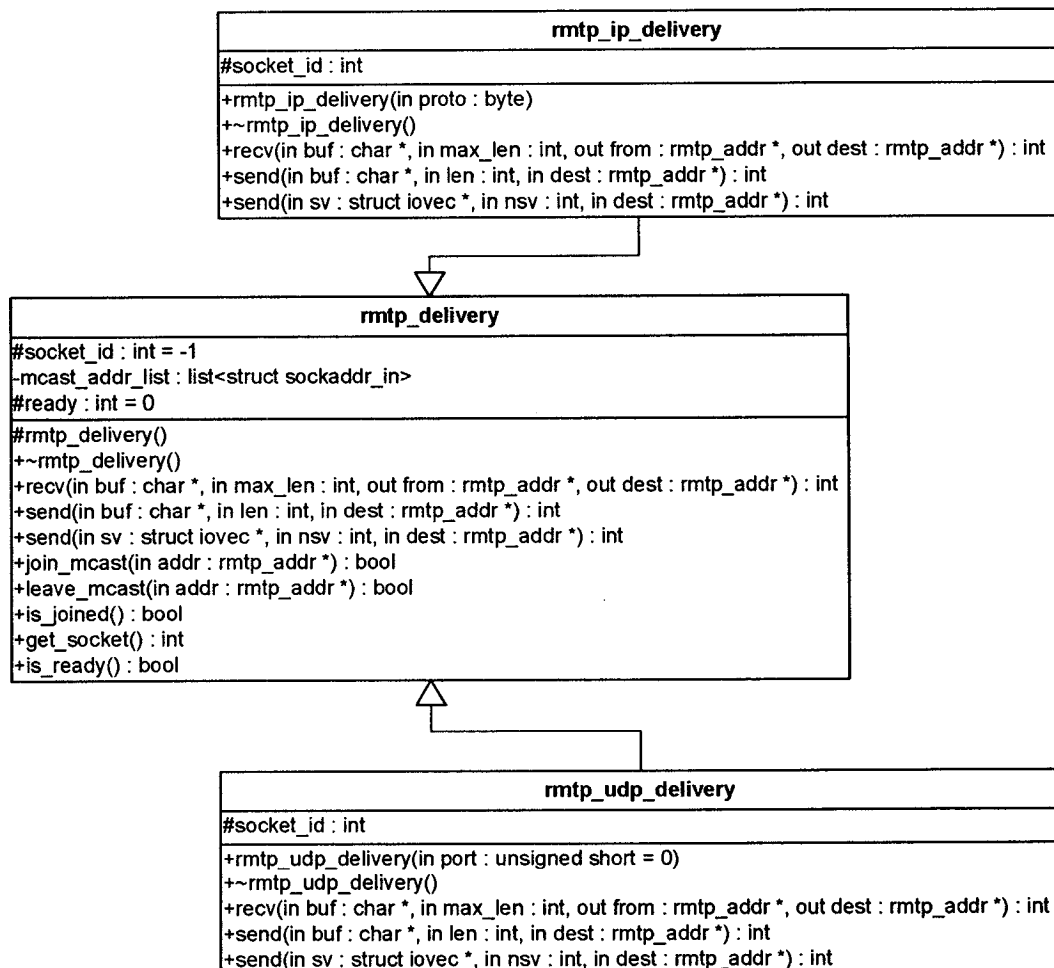 rmtp_ip_delivery
#socket_id : int
+rmtp_ip_delivery(in proto : byte)
+~rmtp_ip_delivery()
+recv(in buf : char *, in max_len : int, out from : rmtp_addr *, out dest : rmtp_addr *) : int
+send(in buf : char *, in len : int, in dest : rmtp_addr *) : int
+send(in sv : struct iovec *, in nsv : int, in dest : rmtp_addr *) : int
rmtp_delivery
#socket_id : int = -1
-mcast_addr_list : list<struct sockaddr_in>
#ready : int = 0
#rmtp_delivery()
+~rmtp_delivery()
+recv(in buf : char *, in max_len : int, out from : rmtp_addr *, out dest : rmtp_addr *) : int
+send(in buf : char *, in len : int, in dest : rmtp_addr *) : int
+send(in sv : struct iovec *, in nsv : int, in dest : rmtp_addr *) : int
+join_mcast(in addr : rmtp_addr *) : bool
+leave_mcast(in addr : rmtp_addr *) : bool
+is_joined() : bool
+get_socket() : int
+is_ready() : bool
rmtp_udp_delivery
#socket_id : int
+rmtp_udp_delivery(in port : unsigned short = 0)
+~rmtp_udp_delivery()
+recv(in buf : char *, in max_len : int, out from : rmtp_addr *, out dest : rmtp_addr *) : int
+send(in buf : char *, in len : int, in dest : rmtp_addr *) : int
+send(in sv : struct iovec *, in nsv : int, in dest : rmtp_addr *) : int